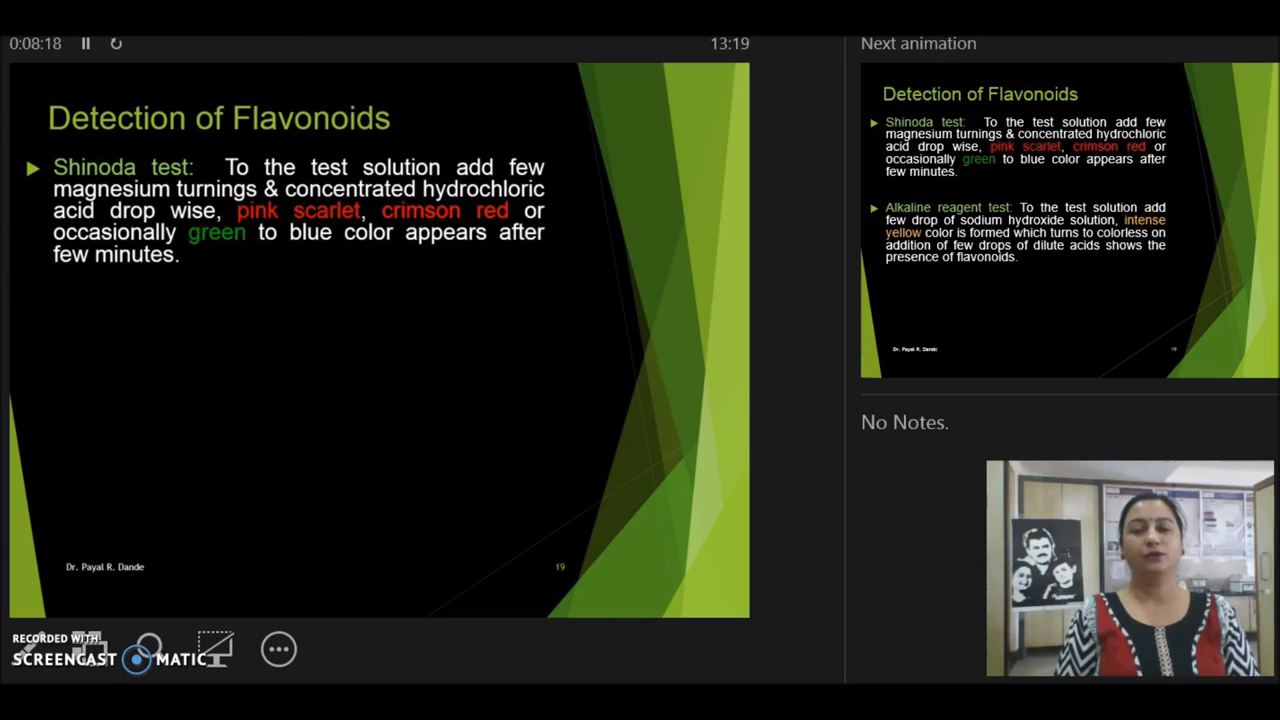 0:08:18
13:19
Detection of Flavonoids
Shinoda test: To the test solution add few
magnesium turnings & concentrated hydrochloric
acid drop wise, pink scarlet, crimson red or
occasionally green to blue color appears after
few minutes.
Dr. Payal R. Dande
19
RECORDED WITH
SCREENCAST MATIC
Next animation
Detection of Flavonoids
Shinoda test: To the test solution add few
magnesium turnings & concentrated hydrochloric
acid drop wise, pink scarlet, crimson red or
occasionally green to blue color appears after
few minutes.
Alkaline reagent test: To the test solution add
few drop of sodium hydroxide solution, intense
yellow color is formed which turns to colorless on
addition of few drops of dilute acids shows the
presence of flavonoids.
Dr. Payal R. Dande
19
No Notes.